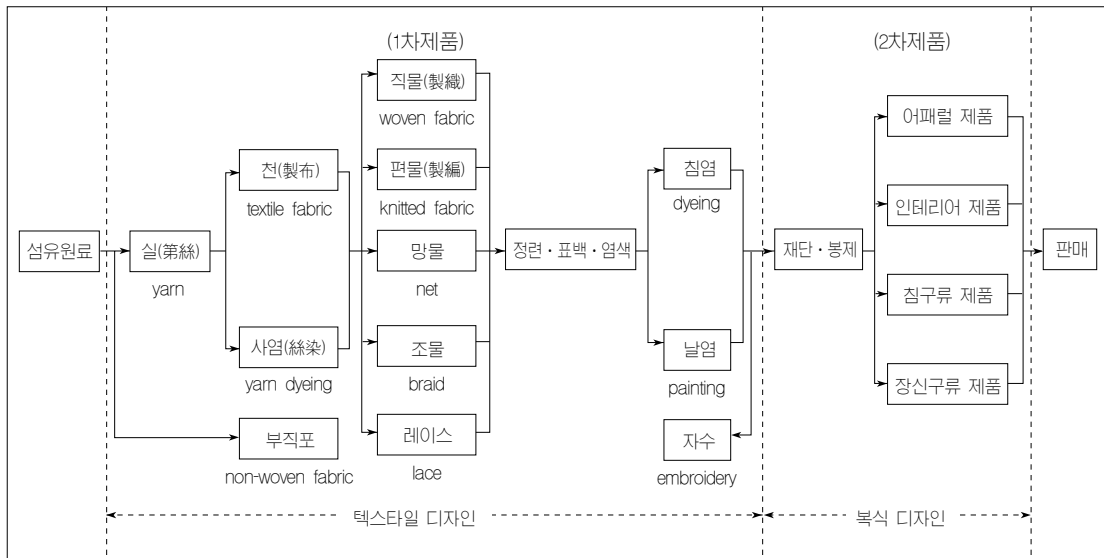 (1차제품)
(2차제품)
섬유원료
실(第絲)
yarn
천(製布)
textile fabric
사염(絲染)
yarn dyeing
부직포
non-woven fabric
직물(製織)
woven fabric
편물(製編)
knitted fabric
망물
net
조물
braid
레이스
lace
정련・표백・염색
침염
dyeing
날염
painting
자수
embroidery
재단・봉제
어패럴 제품
인테리어 제품
침구류 제품
장신구류 제품
판매
텍스타일 디자인
복식 디자인